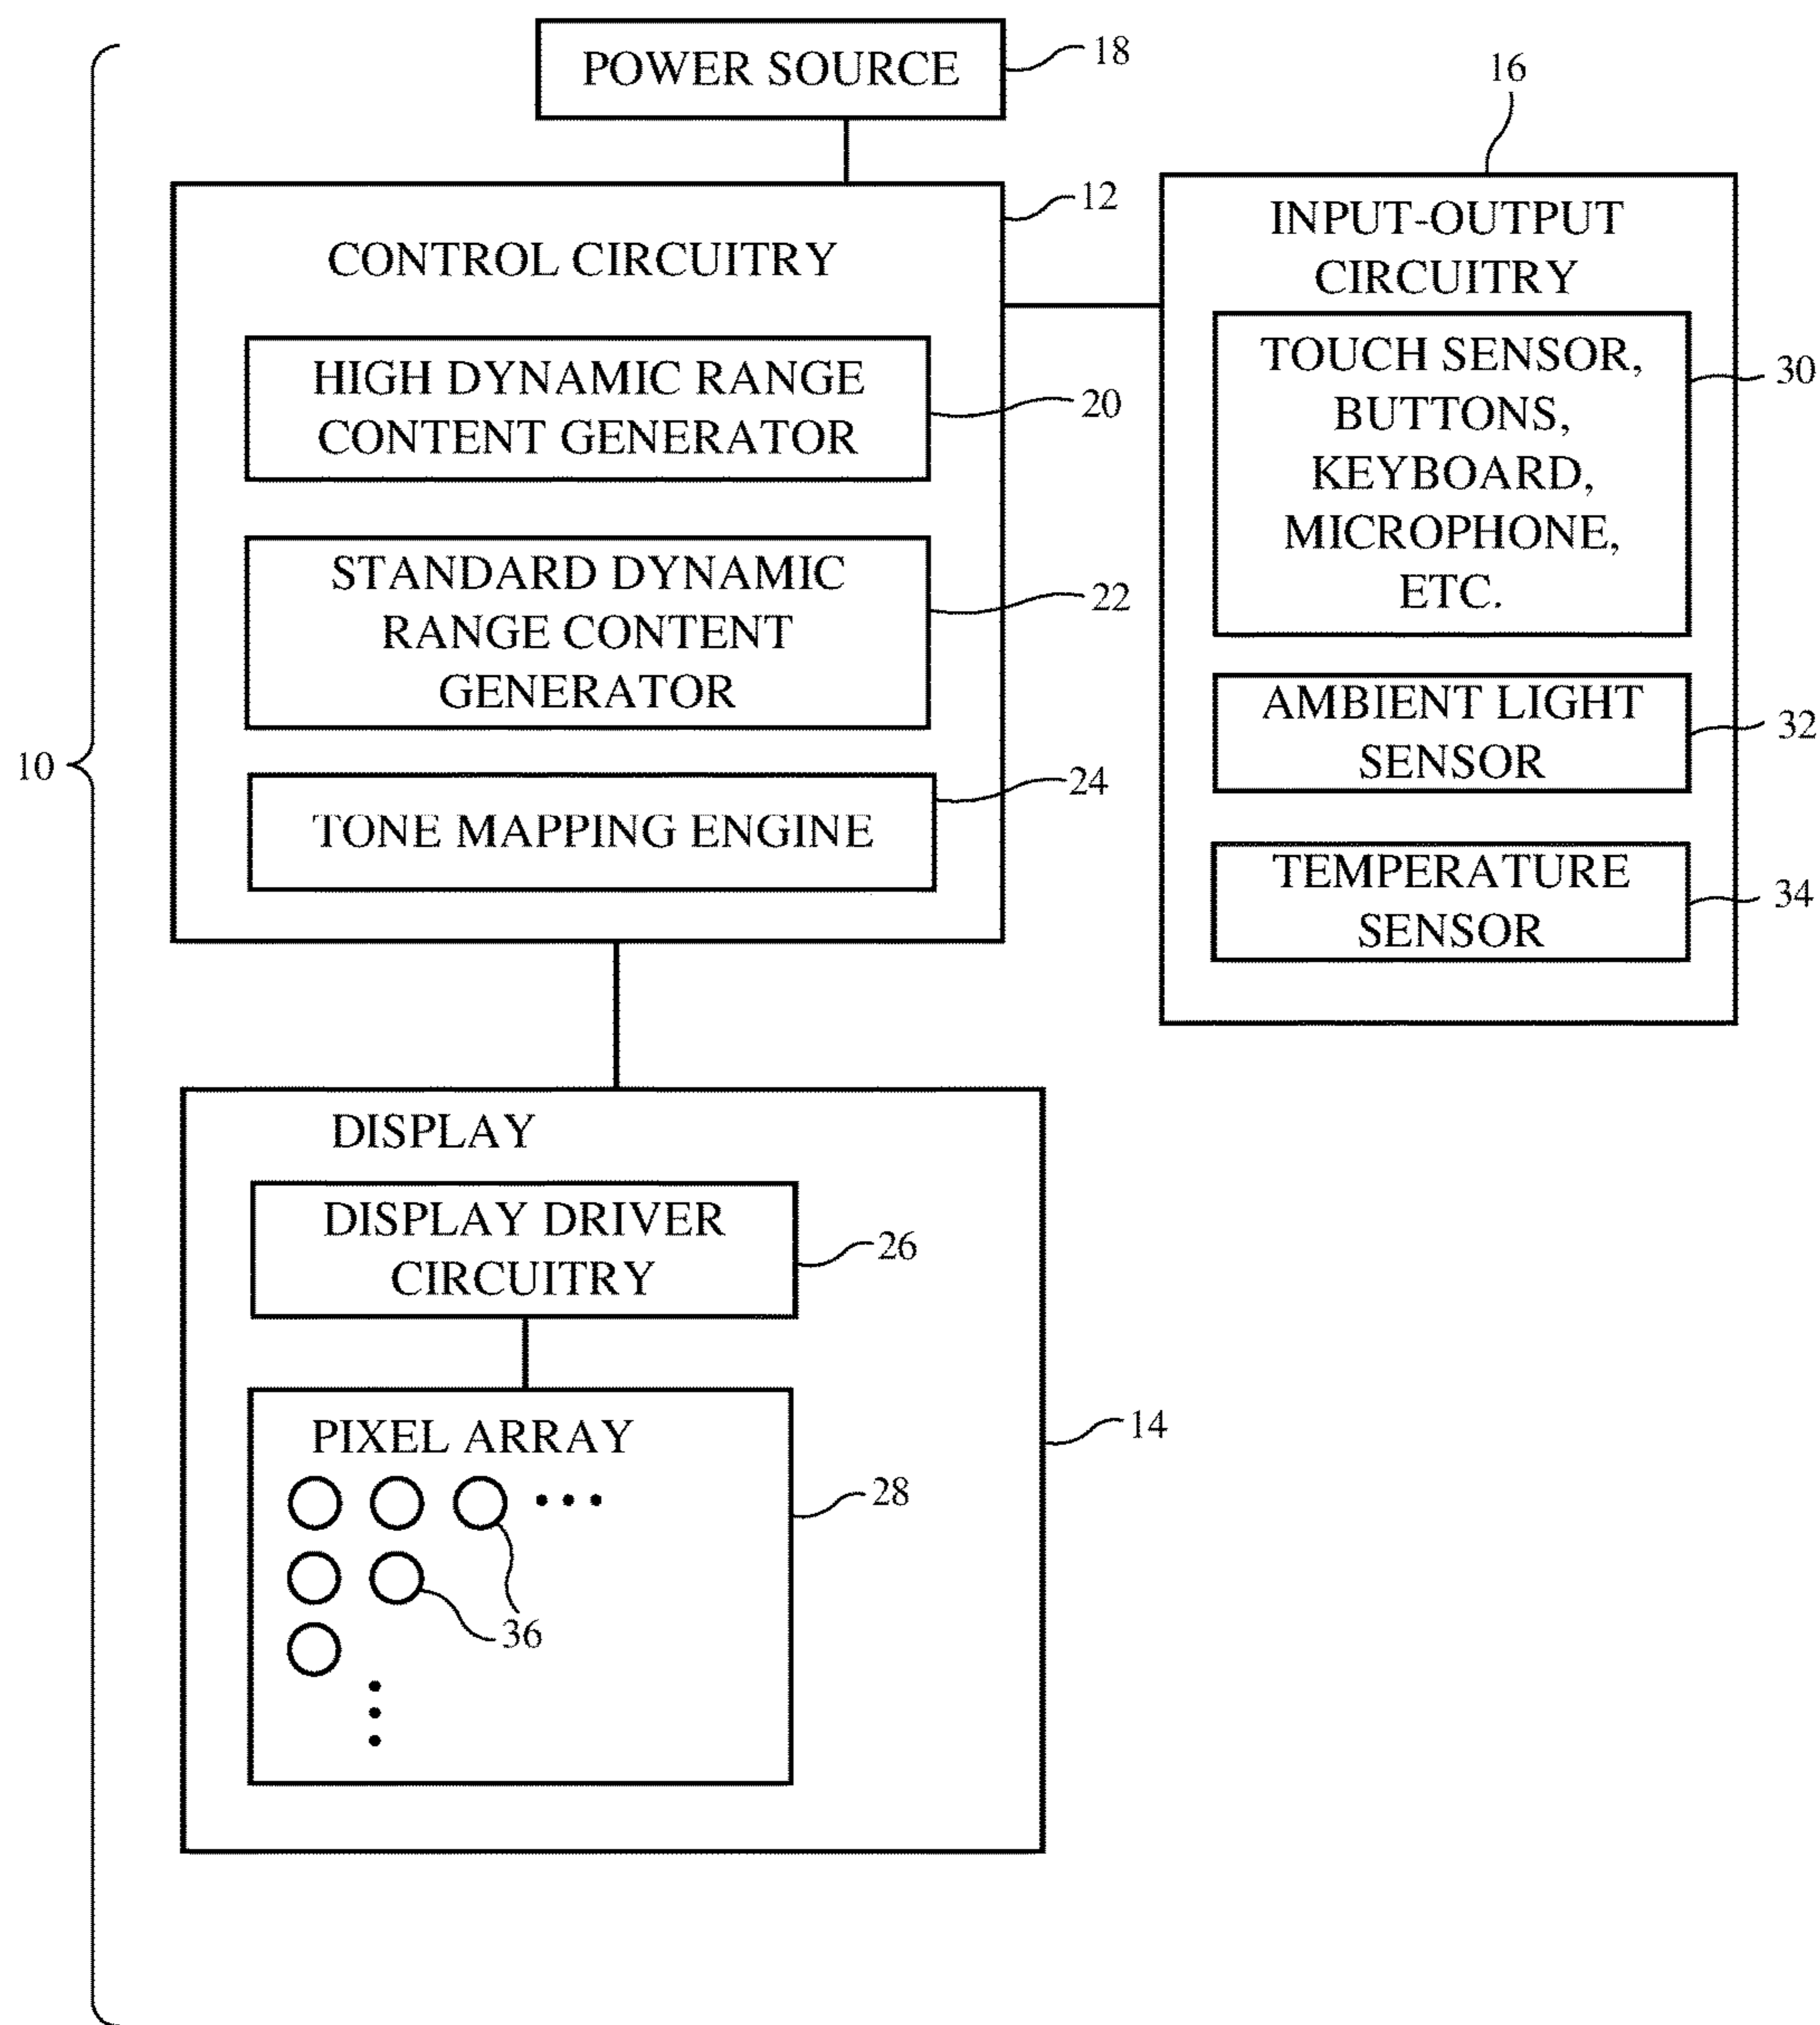 POWER SOURCE
18
16
12
CONTROL CIRCUITRY
HIGH DYNAMIC RANGE
CONTENT GENERATOR
20
STANDARD DYNAMIC
RANGE CONTENT
GENERATOR
22
TONE MAPPING ENGINE
24
INPUT-OUTPUT
CIRCUITRY
TOUCH SENSOR,
BUTTONS,
KEYBOARD,
MICROPHONE,
ETC.
30
AMBIENT LIGHT
SENSOR
32
TEMPERATURE
SENSOR
34
10
DISPLAY
DISPLAY DRIVER
CIRCUITRY
26
PIXEL ARRAY
14
28
36